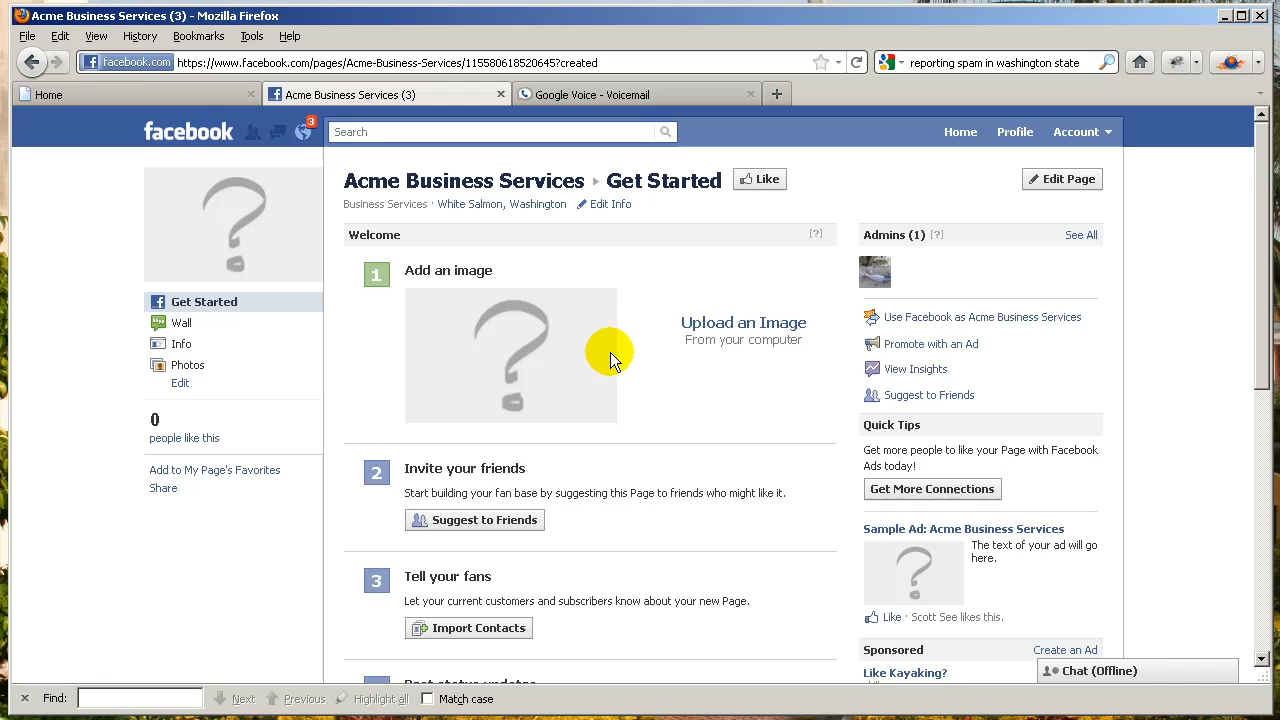 Acme Business Services (3) - Mozilla Firefox
File Edit View History Bookmarks Tools Help
facebook.com https://www.facebook.com/pages/Acme-Business-Services/115580618520645?created
reporting spam in washington state
Home
Acme Business Services (3)
Google Voice - Voicemail
facebook
3
Search
Home Profile Account
Acme Business Services Get Started
Like
Edit Page
Business Services · White Salmon, Washington Edit Info
Get Started
Wall
Info
Photos
Edit
0
people like this
Add to My Page's Favorites
Share
Welcome [?]
1 Add an image
Upload an Image
From your computer
2 Invite your friends
Start building your fan base by suggesting this Page to friends who might like it.
Suggest to Friends
3 Tell your fans
Let your current customers and subscribers know about your new Page.
Import Contacts
Post status updates
Admins (1) [?] See All
Use Facebook as Acme Business Services
Promote with an Ad
View Insights
Suggest to Friends
Quick Tips
Get more people to like your Page with Facebook
Ads today!
Get More Connections
Sample Ad: Acme Business Services
The text of your ad will go
here.
Like · Scott See likes this.
Sponsored Create an Ad
Like Kayaking?
Chat (Offline)
Find: Next Previous Highlight all Match case